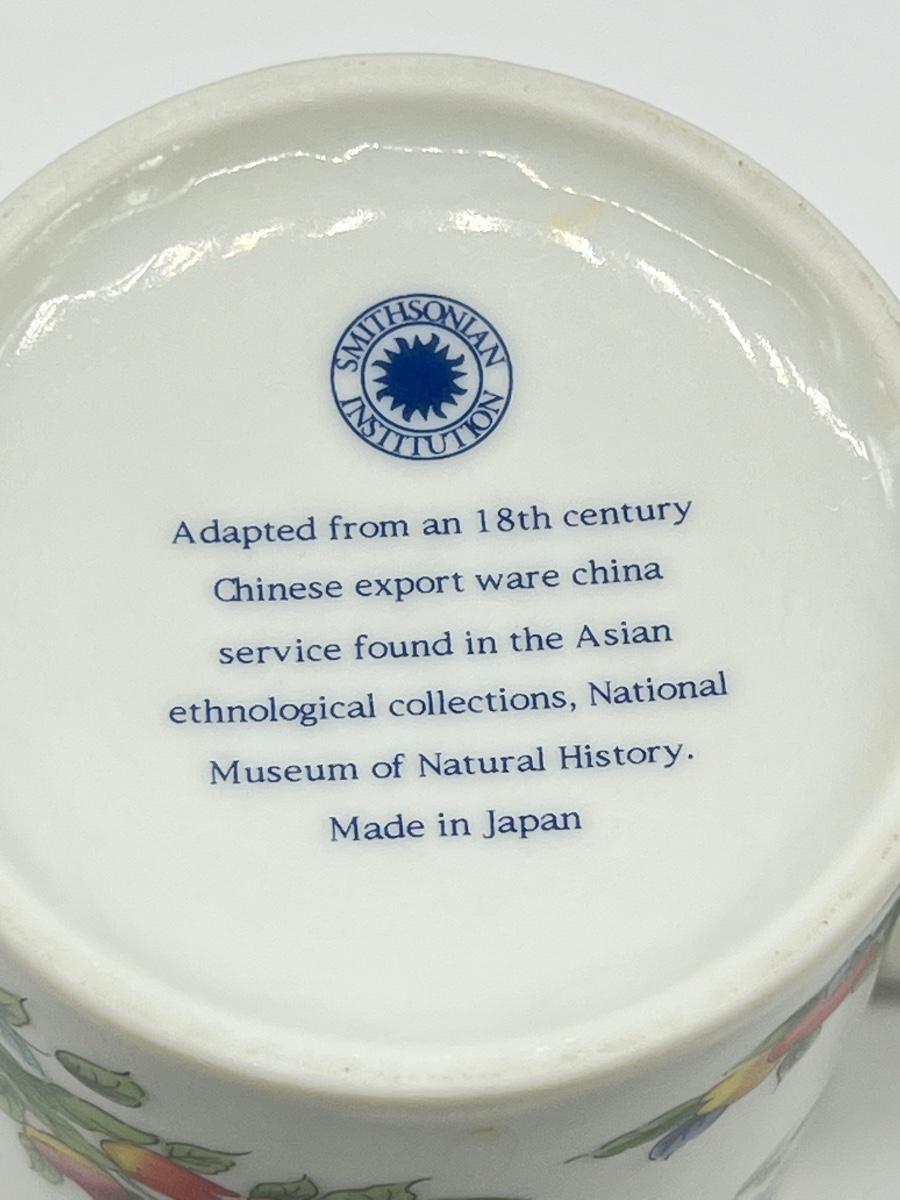 SMITHSONIAN
INSTITUTION
Adapted from an 18th century
Chinese export ware china
service found in the Asian
ethnological collections, National
Museum of Natural History.
Made in Japan